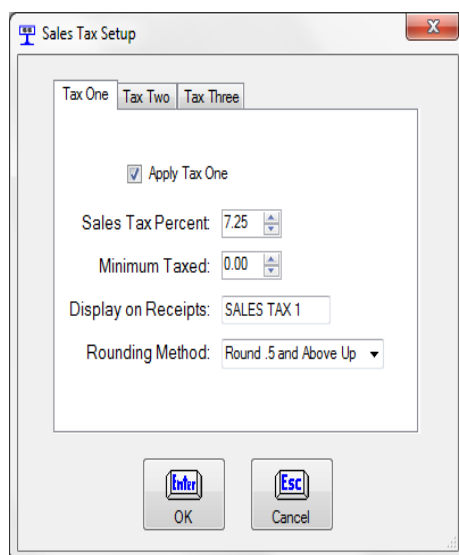 Sales Tax Setup
X
Tax One Tax Two Tax Three
Apply Tax One
Sales Tax Percent: 7.25
Minimum Taxed: 0.00
Display on Receipts: SALES TAX 1
Rounding Method: Round .5 and Above Up
Enter Esc
OK Cancel